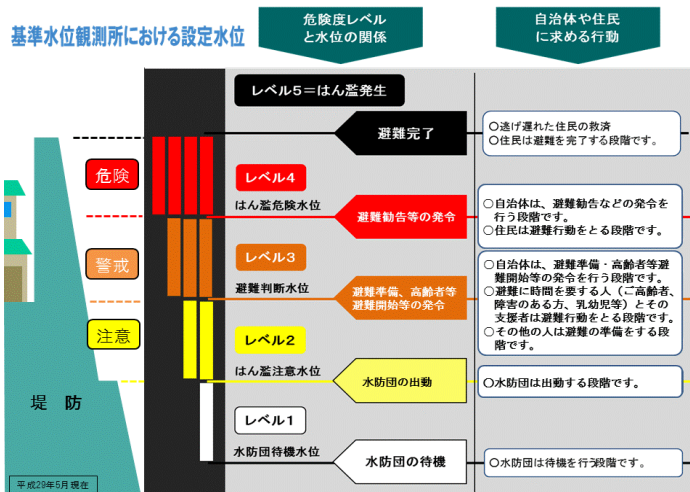 基準水位観測所における設定水位
危険度レベル
と水位の関係
自治体や住民
に求める行動
レベル5=はん濫発生
避難完了
○逃げ遅れた住民の救済
○住民は避難を完了する段階です。
危険
レベル4
はん濫危険水位
避難勧告等の発令
○自治体は、避難勧告などの発令を
行う段階です。
○住民は避難行動をとる段階です。
警戒
レベル3
避難判断水位
避難準備、高齢者等
避難開始等の発令
○自治体は、避難準備・高齢者等避
難開始等の発令を行う段階です。
○避難に時間を要する人(ご高齢者、
障害のある方、乳幼児等)とその
支援者は避難行動をとる段階です。
○その他の人は避難の準備をする段
階です。
注意
レベル2
はん濫注意水位
水防団の出動
○水防団は出動する段階です。
堤 防
レベル1
水防団待機水位
水防団の待機
○水防団は待機を行う段階です。
平成29年5月現在